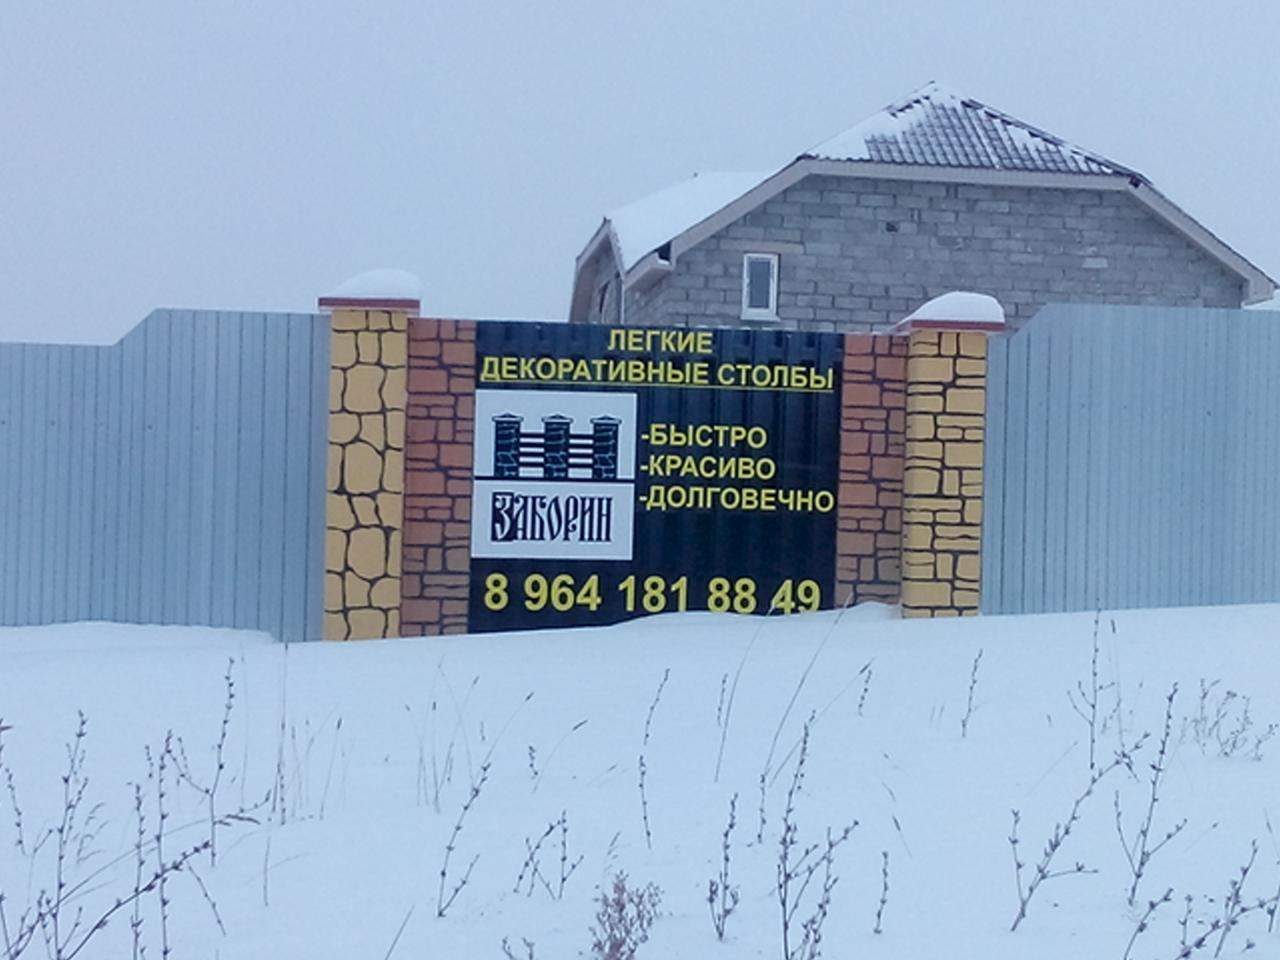 ЛЕГКИЕ
ДЕКОРАТИВНЫЕ СТОЛБЫ
-БЫСТРО
-КРАСИВО
-ДОЛГОВЕЧНО
ЗАБОРИН
8 964 181 88 49